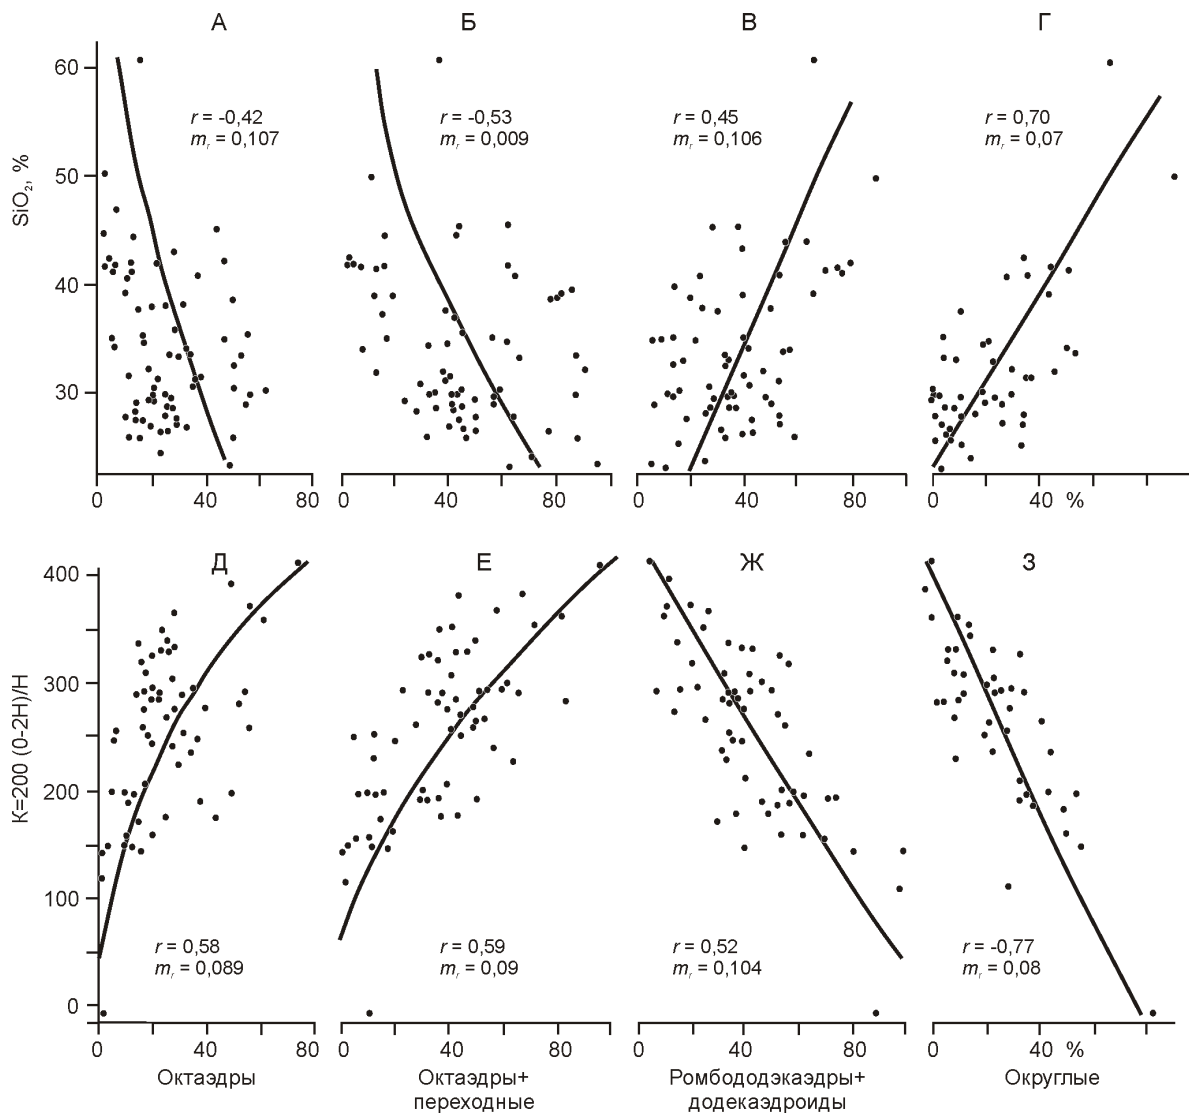 А Б В Г
60
r = -0,42 r = -0,53 r = 0,45 r = 0,70
mᵣ = 0,107 mᵣ = 0,009 mᵣ = 0,106 mᵣ = 0,07
SiO₂, %
50
40
30
0 40 80 0 40 80 0 40 80 0 40 %
Д Е Ж З
400
300
К=200 (0-2Н)/Н
200
100
r = 0,58 r = 0,59 r = 0,52 r = -0,77
mᵣ = 0,089 mᵣ = 0,09 mᵣ = 0,104 mᵣ = 0,08
0
0 40 80 0 40 80 0 40 80 0 40 %
Октаэдры Октаэдры+ Ромбододэкаэдры+ Округлые
переходные додекаэдроиды